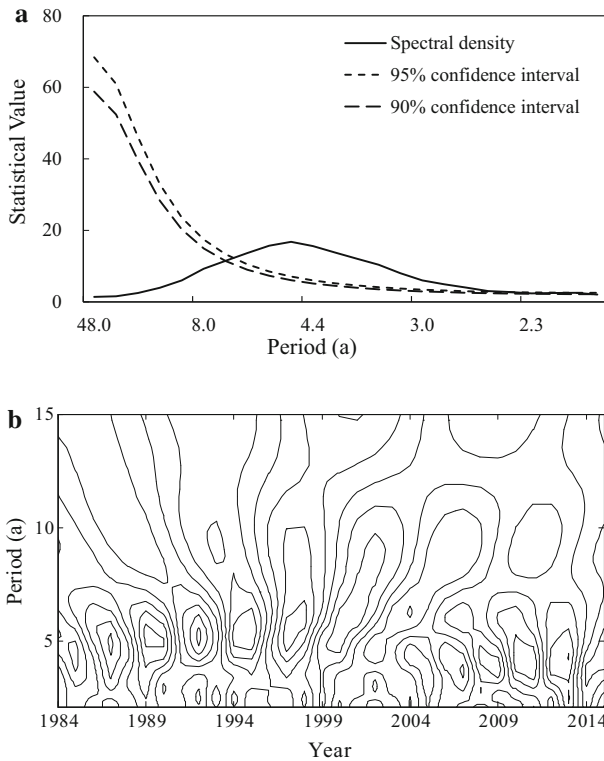 a
80
60
40
20
0
Statistical Value
Spectral density
95% confidence interval
90% confidence interval
48.0 8.0 4.4 3.0 2.3
Period (a)
b
15
10
5
Period (a)
1984 1989 1994 1999 2004 2009 2014
Year